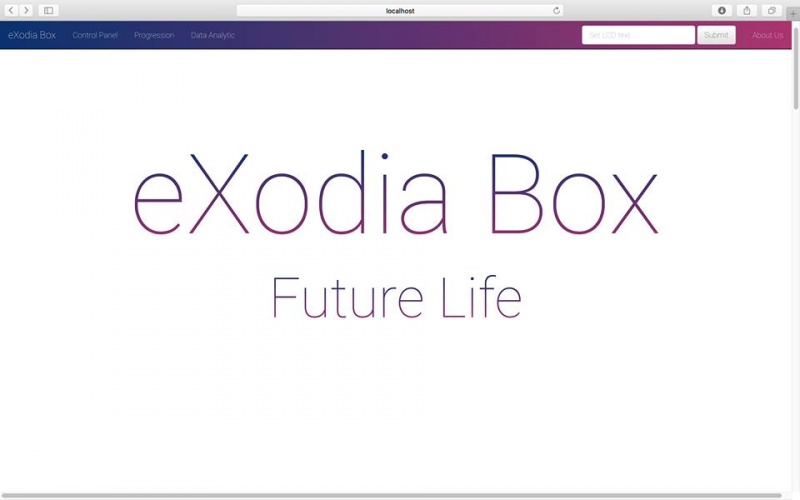 localhost
eXodia Box Control Panel Progression Data Analytic Set LCD text Submit About Us
eXodia Box
Future Life